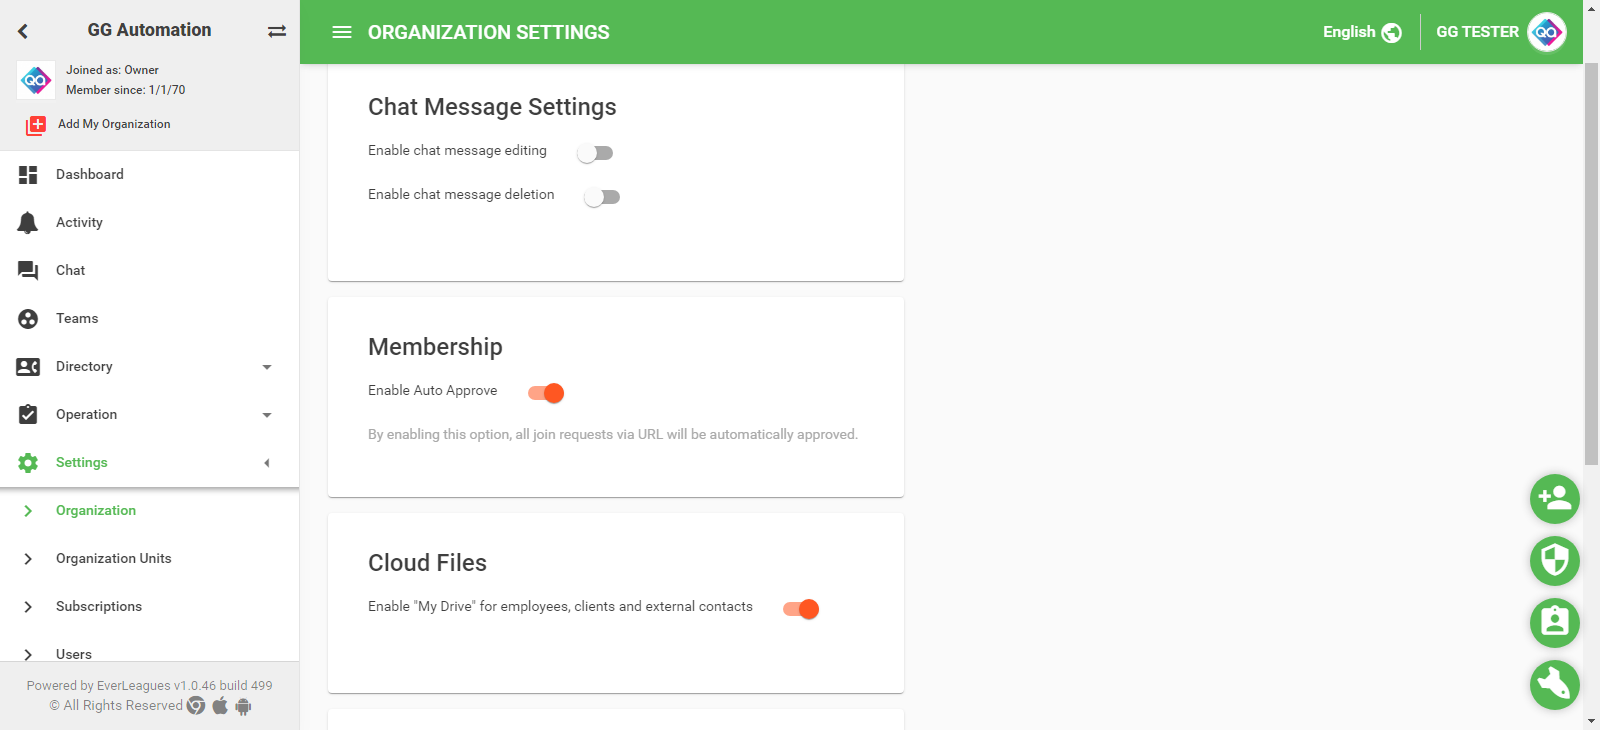 GG Automation
Joined as: Owner
Member since: 1/1/70
Add My Organization
Dashboard
Activity
Chat
Teams
Directory
Operation
Settings
Organization
Organization Units
Subscriptions
Users
Powered by EverLeagues v1.0.46 build 499
© All Rights Reserved
ORGANIZATION SETTINGS
English
GG TESTER
QA
Chat Message Settings
Enable chat message editing
Enable chat message deletion
Membership
Enable Auto Approve
By enabling this option, all join requests via URL will be automatically approved.
Cloud Files
Enable "My Drive" for employees, clients and external contacts